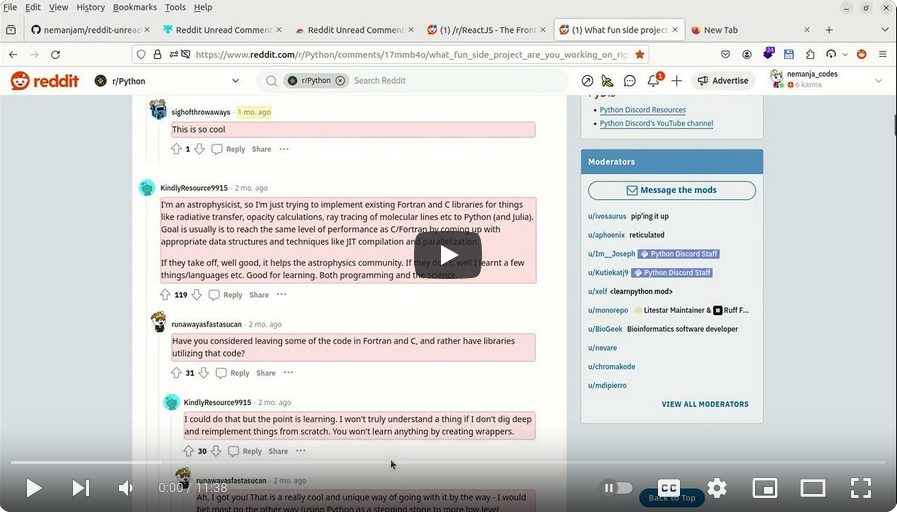 File Edit View History Bookmarks Tools Help
nemanjam/reddit-unread
Reddit Unread Comment
Reddit Unread Comment
(1) /r/ReactJS - The Fron
(1) What fun side project
New Tab
https://www.reddit.com/r/Python/comments/17mmb4o/what_fun_side_project_are_you_working_on_rig
24
reddit
r/Python
r/Python
Search Reddit
1
Advertise
nemanja_codes
6 karma
sighofthrowaways · 1 mo. ago
This is so cool
1 Reply Share
KindlyResource9915 · 2 mo. ago
I'm an astrophysicist, so I'm just trying to implement existing Fortran and C libraries for things
like radiative transfer, opacity calculations, ray tracing of molecular lines etc to Python (and Julia).
Goal is usually to reach the same level of performance as C/Fortran by coming up with
appropriate data structures and techniques like JIT compilation and parallelization.
If they take off, well good, it helps the astrophysics community. If they don't, well I learnt a few
things/languages etc. Good for learning. Both programming and the science.
119 Reply Share
runawayasfastasucan · 2 mo. ago
Have you considered leaving some of the code in Fortran and C, and rather have libraries
utilizing that code?
31 Reply Share
KindlyResource9915 · 2 mo. ago
I could do that but the point is learning. I won't truly understand a thing if I don't dig deep
and reimplement things from scratch. You won't learn anything by creating wrappers.
30 Reply Share
runawayasfastasucan · 2 mo. ago
Ah, I got you! That is a really cool and unique way of going with it by the way - I would
bet most go the other way (using Python as a stepping stone to more low level
Python Discord Resources
Python Discord's YouTube channel
Moderators
Message the mods
u/ivosaurus pip'ing it up
u/aphoenix reticulated
u/Im__Joseph Python Discord Staff
u/Kutiekatj9 Python Discord Staff
u/xelf <learnpython mod>
u/monorepo Litestar Maintainer & Ruff F...
u/BioGeek Bioinformatics software developer
u/nevare
u/chromakode
u/mdipierro
VIEW ALL MODERATORS
Back to Top
0:00 / 11:38
CC